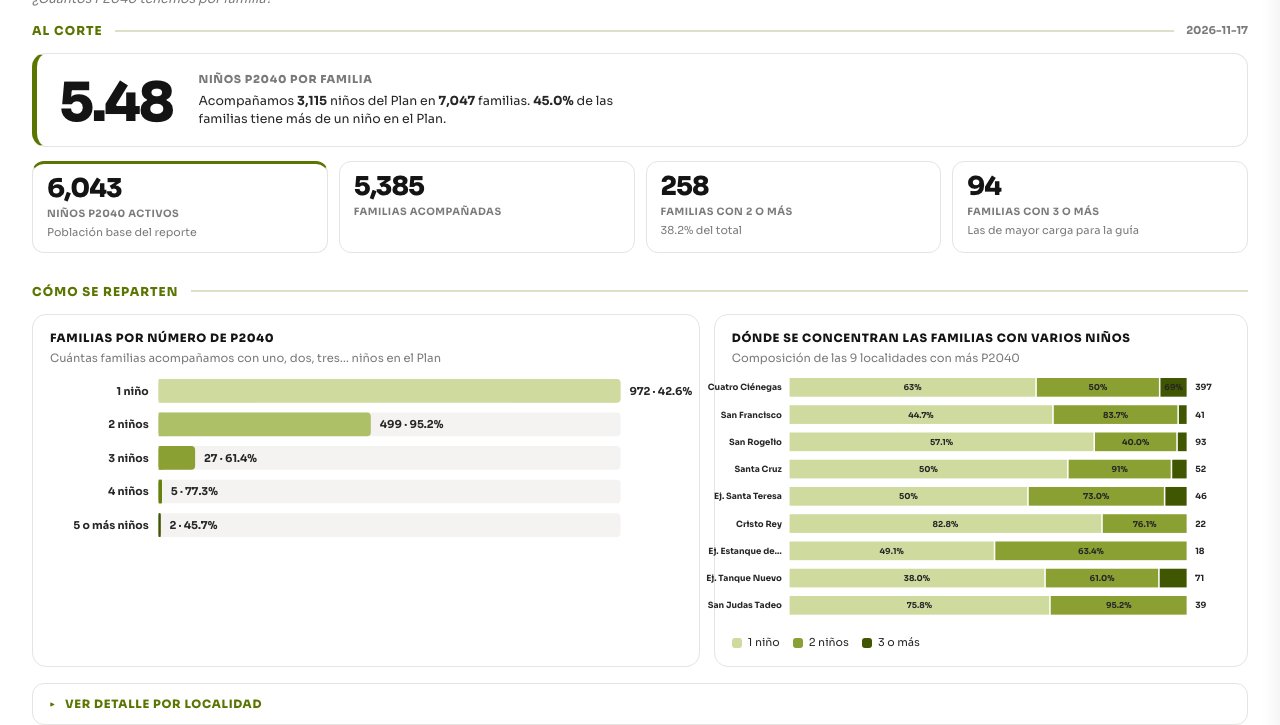 ¿Cuántos P2040 tenemos por familia?
AL CORTE
2026-11-17
5.48
NIÑOS P2040 POR FAMILIA
Acompañamos 3,115 niños del Plan en 7,047 familias. 45.0% de las
familias tiene más de un niño en el Plan.
6,043
NIÑOS P2040 ACTIVOS
Población base del reporte
5,385
FAMILIAS ACOMPAÑADAS
258
FAMILIAS CON 2 O MÁS
38.2% del total
94
FAMILIAS CON 3 O MÁS
Las de mayor carga para la guía
CÓMO SE REPARTEN
FAMILIAS POR NÚMERO DE P2040
Cuántas familias acompañamos con uno, dos, tres... niños en el Plan
1 niño 972 · 42.6%
2 niños 499 · 95.2%
3 niños 27 · 61.4%
4 niños 5 · 77.3%
5 o más niños 2 · 45.7%
DÓNDE SE CONCENTRAN LAS FAMILIAS CON VARIOS NIÑOS
Composición de las 9 localidades con más P2040
Cuatro Ciénegas 63% 50% 69% 397
San Francisco 44.7% 83.7% 41
San Rogelio 57.1% 40.0% 93
Santa Cruz 50% 91% 52
Ej. Santa Teresa 50% 73.0% 46
Cristo Rey 82.8% 76.1% 22
Ej. Estanque de... 49.1% 63.4% 18
Ej. Tanque Nuevo 38.0% 61.0% 71
San Judas Tadeo 75.8% 95.2% 39
1 niño 2 niños 3 o más
▸ VER DETALLE POR LOCALIDAD